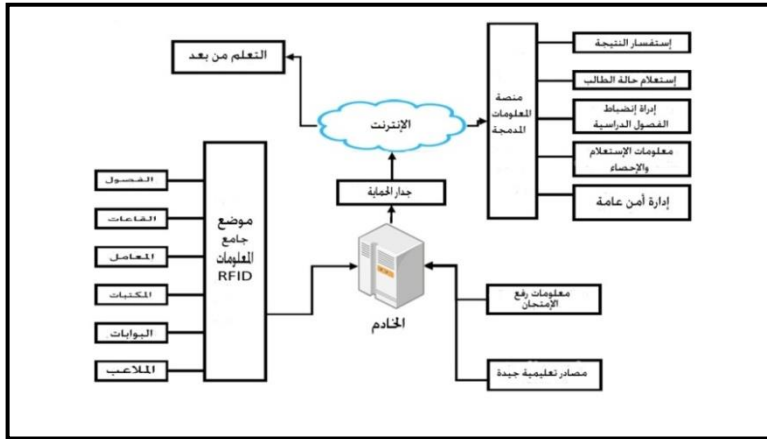 التعلم من بعد
الإنترنت
جدار الحماية
الخادم
منصة
المعلومات
المدمجة
إستفسار النتيجة
إستعلام حالة الطالب
إدراة إنضباط
الفصول الدراسية
معلومات الإستعلام
والإحصاء
إدارة أمن عامة
الفصول
القاعات
المعامل
المكتبات
البوابات
الملاعب
موضع
جامع
المعلومات
RFID
معلومات رفع
الإمتحان
مصادر تعليمية جيدة